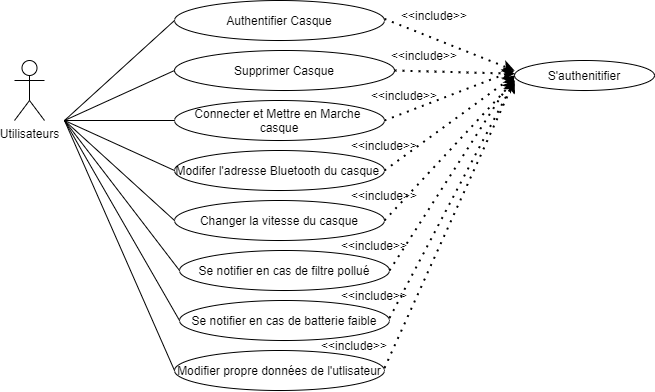 Authentifier Casque
<<include>>
Supprimer Casque
<<include>>
S'authenitifier
Utilisateurs
Connecter et Mettre en Marche
casque
<<include>>
Modifer l'adresse Bluetooth du casque
<<include>>
Changer la vitesse du casque
<<include>>
Se notifier en cas de filtre pollué
<<include>>
Se notifier en cas de batterie faible
<<include>>
Modifier propre données de l'utlisateur
<<include>>